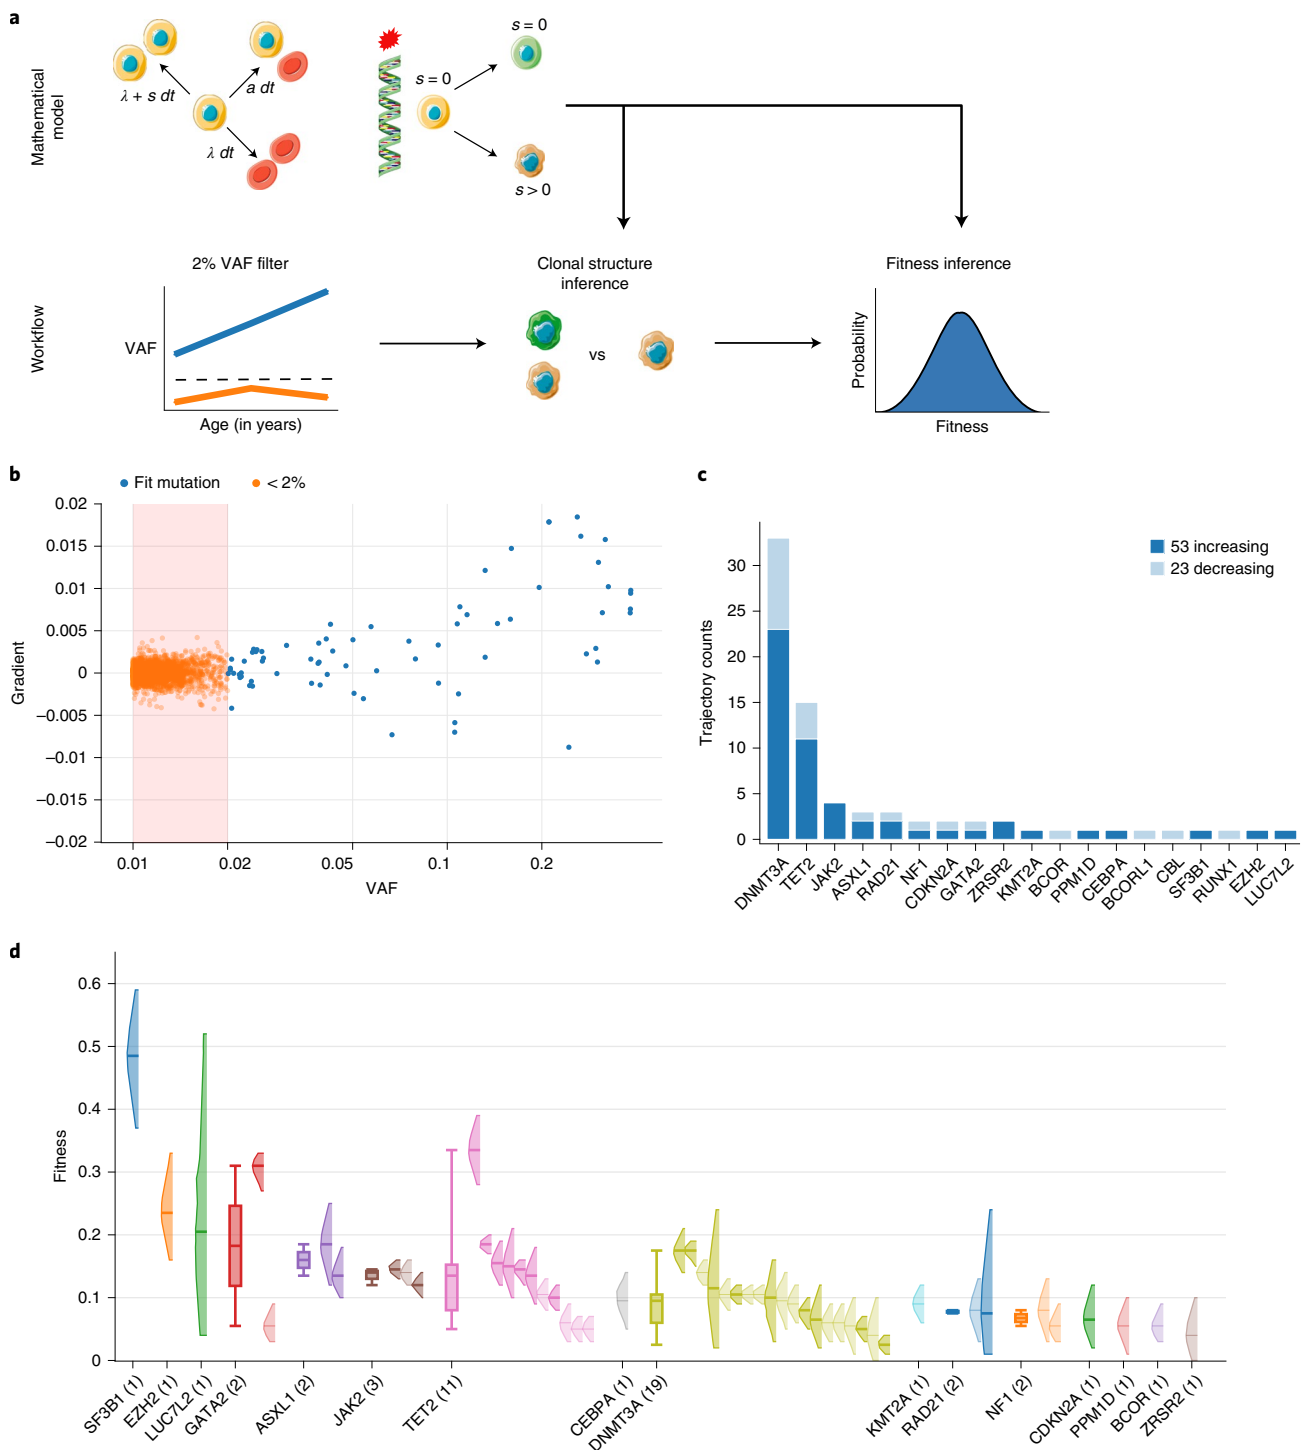 a
Mathematical
model
λ + s dt
a dt
λ dt
s = 0
s = 0
s > 0
Workflow
2% VAF filter
VAF
Age (in years)
Clonal structure
inference
vs
Fitness inference
Probability
Fitness
b
Fit mutation
< 2%
Gradient
0.02
0.015
0.01
0.005
0
–0.005
–0.01
–0.015
–0.02
0.01
0.02
0.05
0.1
0.2
VAF
c
53 increasing
23 decreasing
Trajectory counts
30
25
20
15
10
5
0
DNMT3A
TET2
JAK2
ASXL1
RAD21
NF1
CDKN2A
GATA2
ZRSR2
KMT2A
BCOR
PPM1D
CEBPA
BCORL1
CBL
SF3B1
RUNX1
EZH2
LUC7L2
d
Fitness
0.6
0.5
0.4
0.3
0.2
0.1
0
SF3B1 (1)
EZH2 (1)
LUC7L2 (1)
GATA2 (2)
ASXL1 (2)
JAK2 (3)
TET2 (11)
CEBPA (1)
DNMT3A (19)
KMT2A (1)
RAD21 (2)
NF1 (2)
CDKN2A (1)
PPM1D (1)
BCOR (1)
ZRSR2 (1)